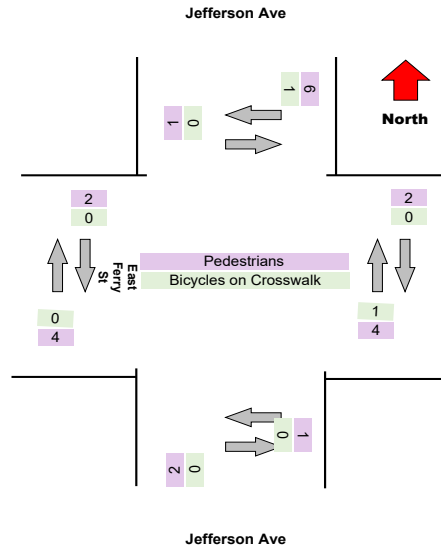 Jefferson Ave
1 6
1 0
North
2
0
2
0
East
Ferry
St
Pedestrians
Bicycles on Crosswalk
0
4
1
4
0 1
2 0
Jefferson Ave